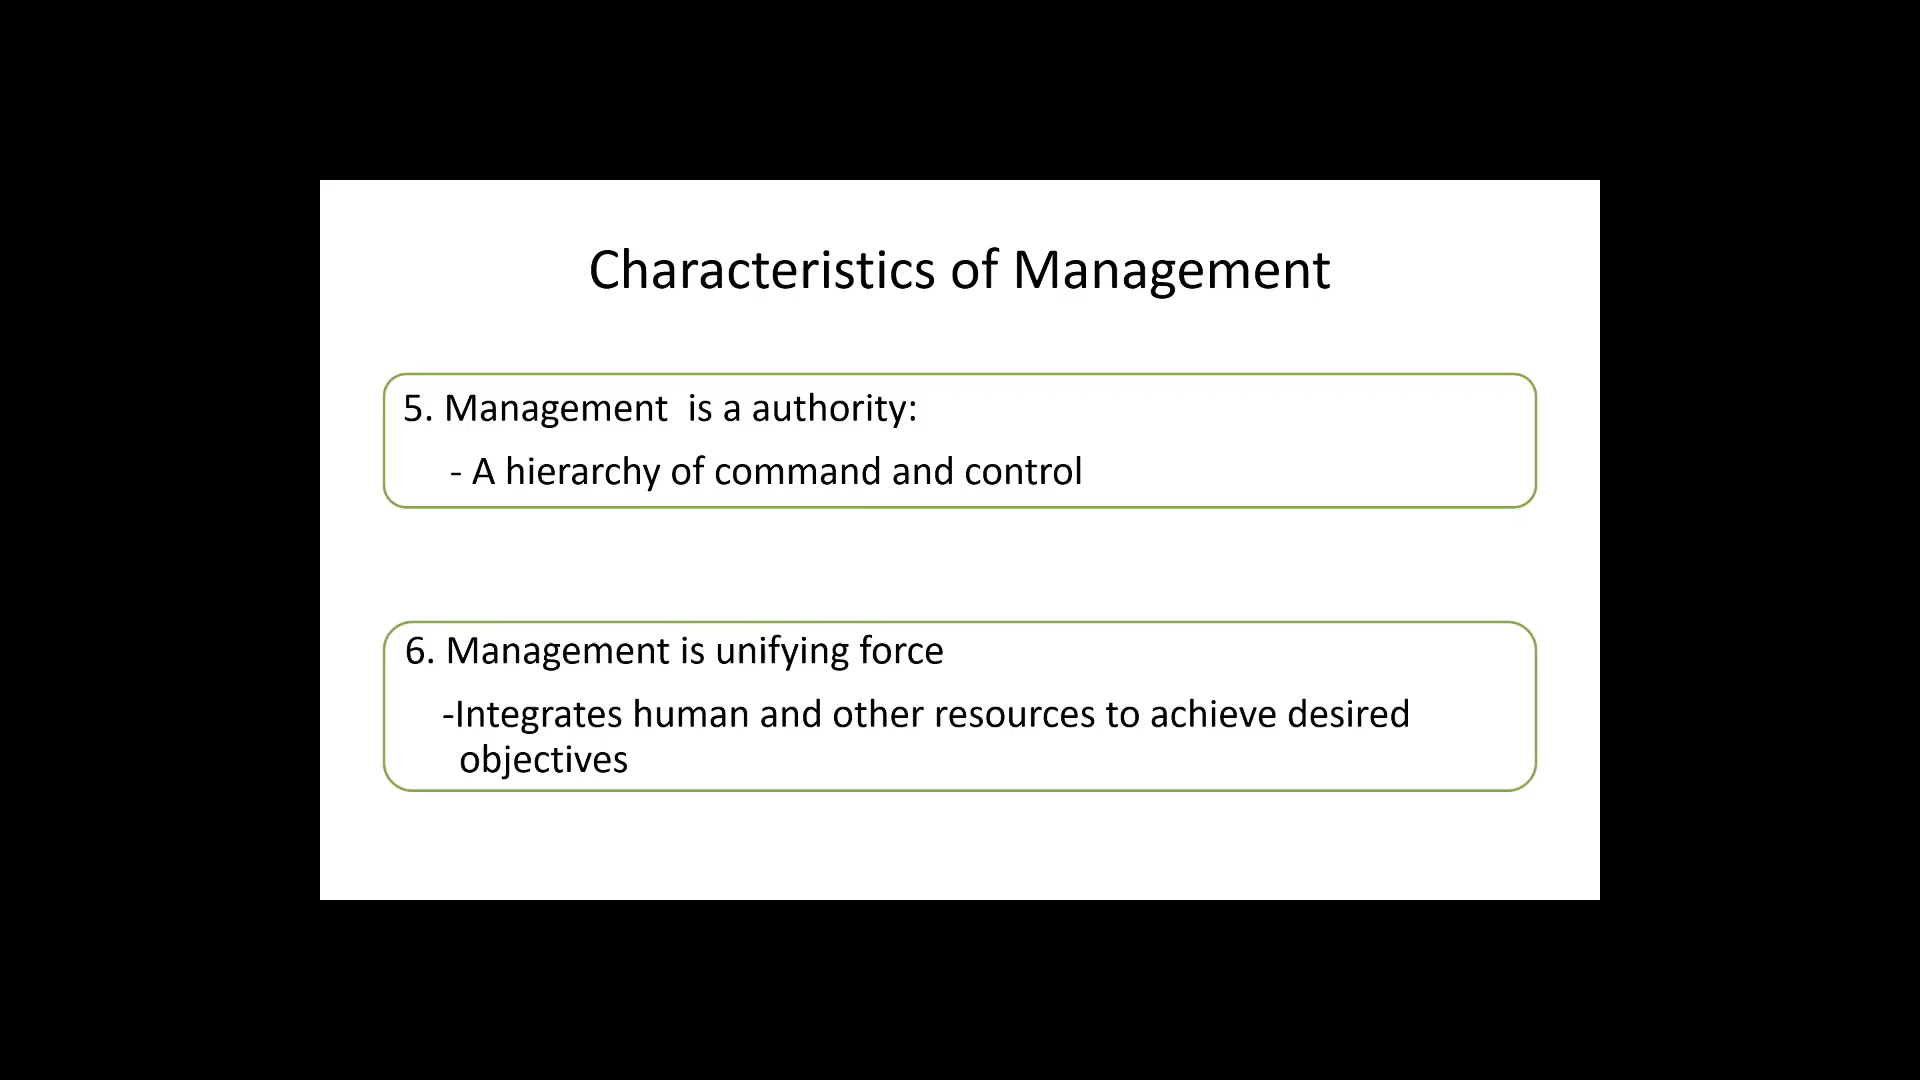 Characteristics of Management
5. Management  is a authority:
- A hierarchy of command and control
6. Management is unifying force
-Integrates human and other resources to achieve desired
objectives